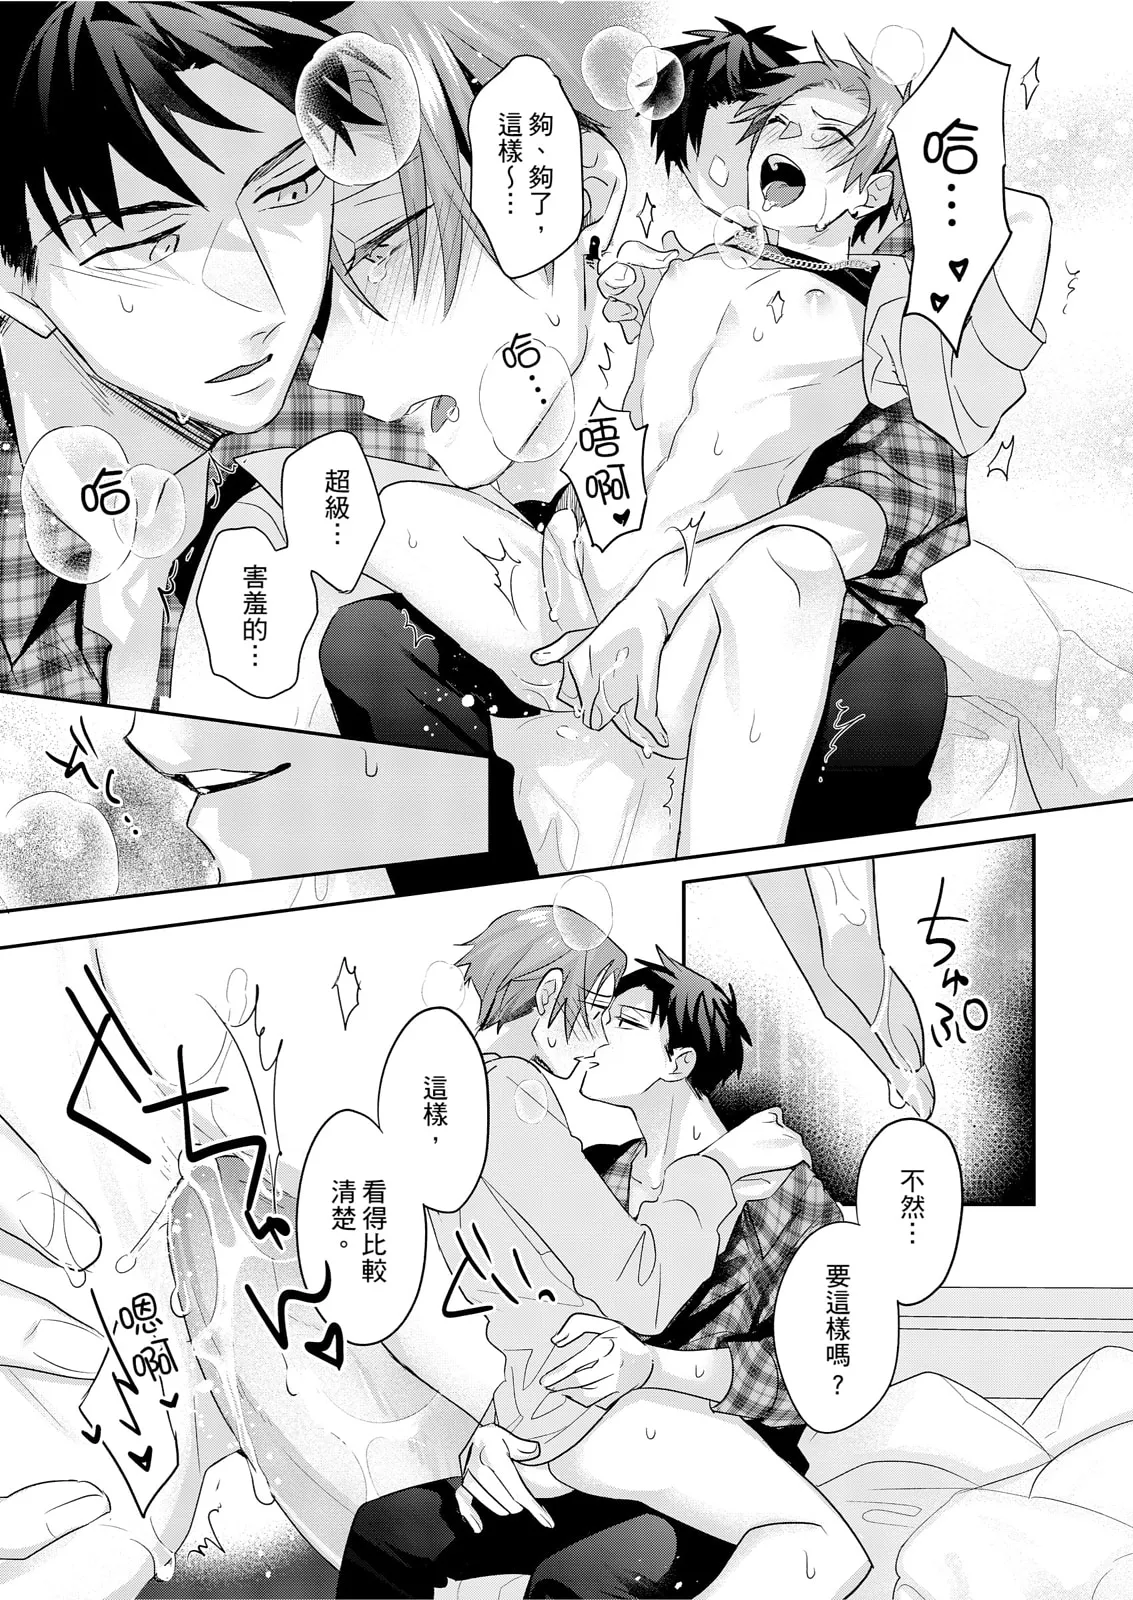 哈…
夠、夠了，
這樣～…
哈…
唔啊
哈
超級…
害羞的…
ちゅぷ
不然…
要這樣嗎？
這樣，
看得比較
清楚。
くちゅん
嗯啊